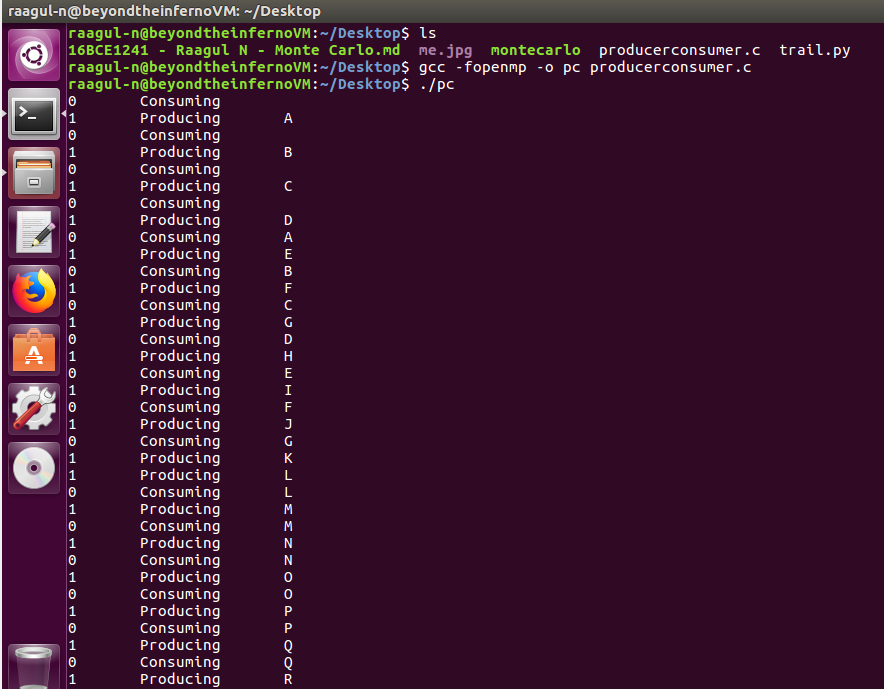 raagul-n@beyondtheinfernoVM: ~/Desktop
raagul-n@beyondtheinfernoVM:~/Desktop$ ls
16BCE1241 - Raagul N - Monte Carlo.md  me.jpg  montecarlo  producerconsumer.c  trail.py
raagul-n@beyondtheinfernoVM:~/Desktop$ gcc -fopenmp -o pc producerconsumer.c
raagul-n@beyondtheinfernoVM:~/Desktop$ ./pc
0 Consuming
1 Producing A
0 Consuming
1 Producing B
0 Consuming
1 Producing C
0 Consuming
1 Producing D
0 Consuming A
1 Producing E
0 Consuming B
1 Producing F
0 Consuming C
1 Producing G
0 Consuming D
1 Producing H
0 Consuming E
1 Producing I
0 Consuming F
1 Producing J
0 Consuming G
1 Producing K
1 Producing L
0 Consuming L
1 Producing M
0 Consuming M
1 Producing N
0 Consuming N
1 Producing O
0 Consuming O
1 Producing P
0 Consuming P
1 Producing Q
0 Consuming Q
1 Producing R